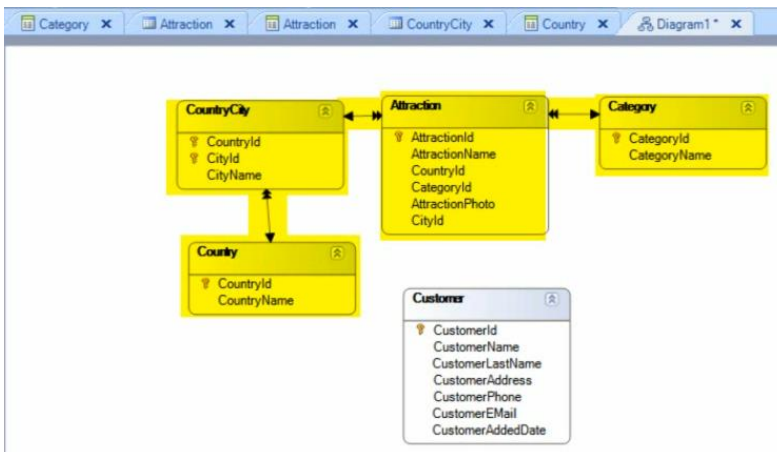 Category Attraction Attraction CountryCity Country Diagram1*
CountryCity
CountryId
CityId
CityName
Attraction
AttractionId
AttractionName
CountryId
CategoryId
AttractionPhoto
CityId
Category
CategoryId
CategoryName
Country
CountryId
CountryName
Customer
CustomerId
CustomerName
CustomerLastName
CustomerAddress
CustomerPhone
CustomerEMail
CustomerAddedDate